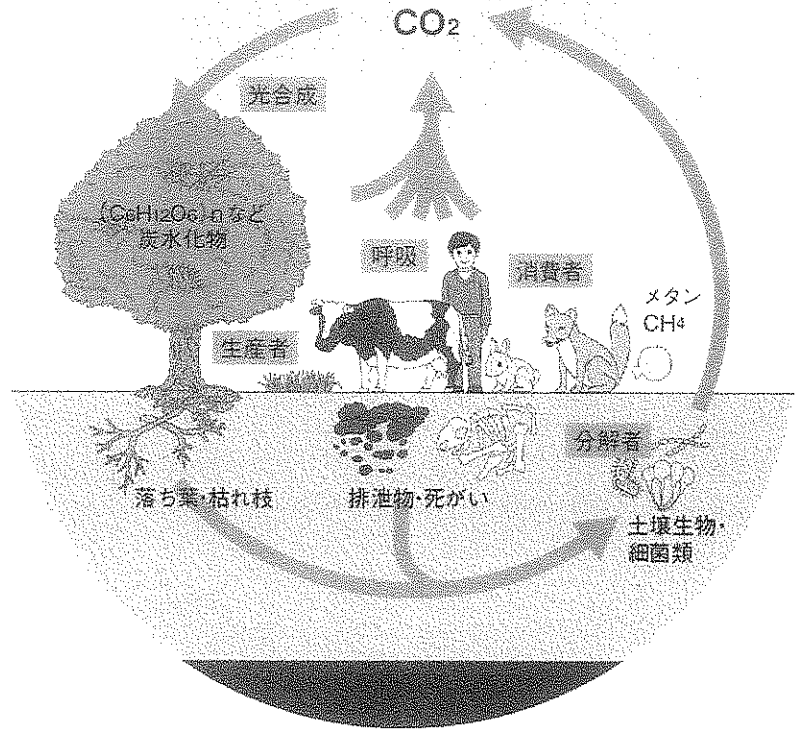 CO2
光合成
(C6H12O6)nなど
炭水化物
呼吸
消費者
メタン
CH4
生産者
分解者
落ち葉・枯れ枝
排泄物・死がい
土壌生物・
細菌類